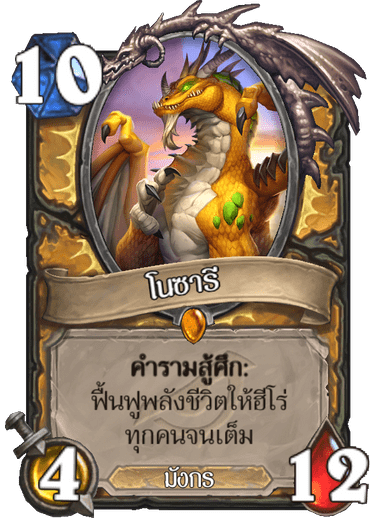 10
โนซารี
คำรามสู้ศึก:
ฟื้นฟูพลังชีวิตให้ฮีโร่
ทุกคนจนเต็ม
4
มังกร
12